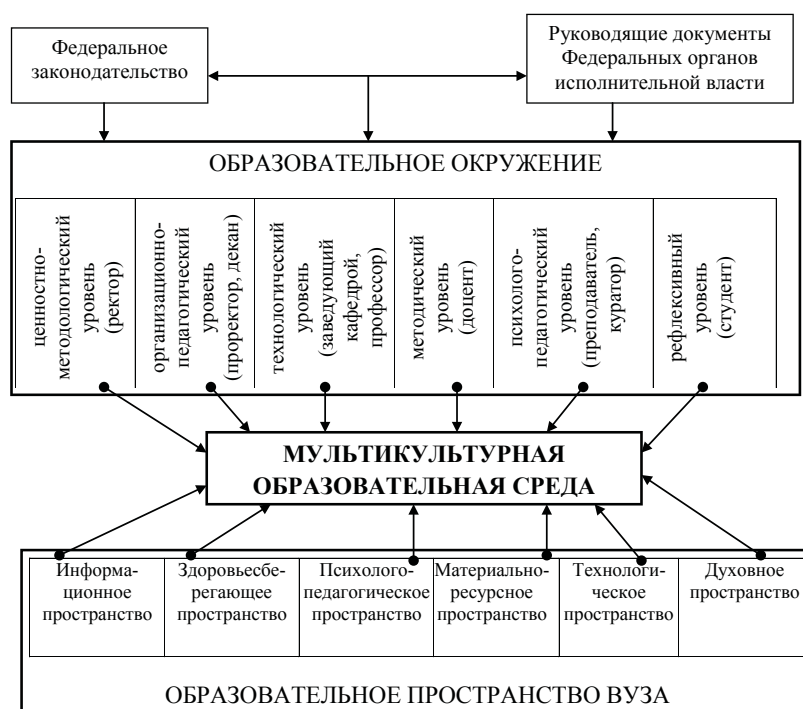 Федеральное
законодательство
Руководящие документы
Федеральных органов
исполнительной власти
ОБРАЗОВАТЕЛЬНОЕ ОКРУЖЕНИЕ
ценностно-
методологический
уровень
(ректор)
организационно-
педагогический
уровень
(проректор, декан)
технологический
уровень
(заведующий
кафедрой,
профессор)
методический
уровень
(доцент)
психолого-
педагогический
уровень
(преподаватель,
куратор)
рефлексивный
уровень
(студент)
МУЛЬТИКУЛЬТУРНАЯ
ОБРАЗОВАТЕЛЬНАЯ СРЕДА
Информа-
ционное
пространство
Здоровьесбе-
регающее
пространство
Психолого-
педагогическое
пространство
Материально-
ресурсное
пространство
Технологи-
ческое
пространство
Духовное
пространство
ОБРАЗОВАТЕЛЬНОЕ ПРОСТРАНСТВО ВУЗА